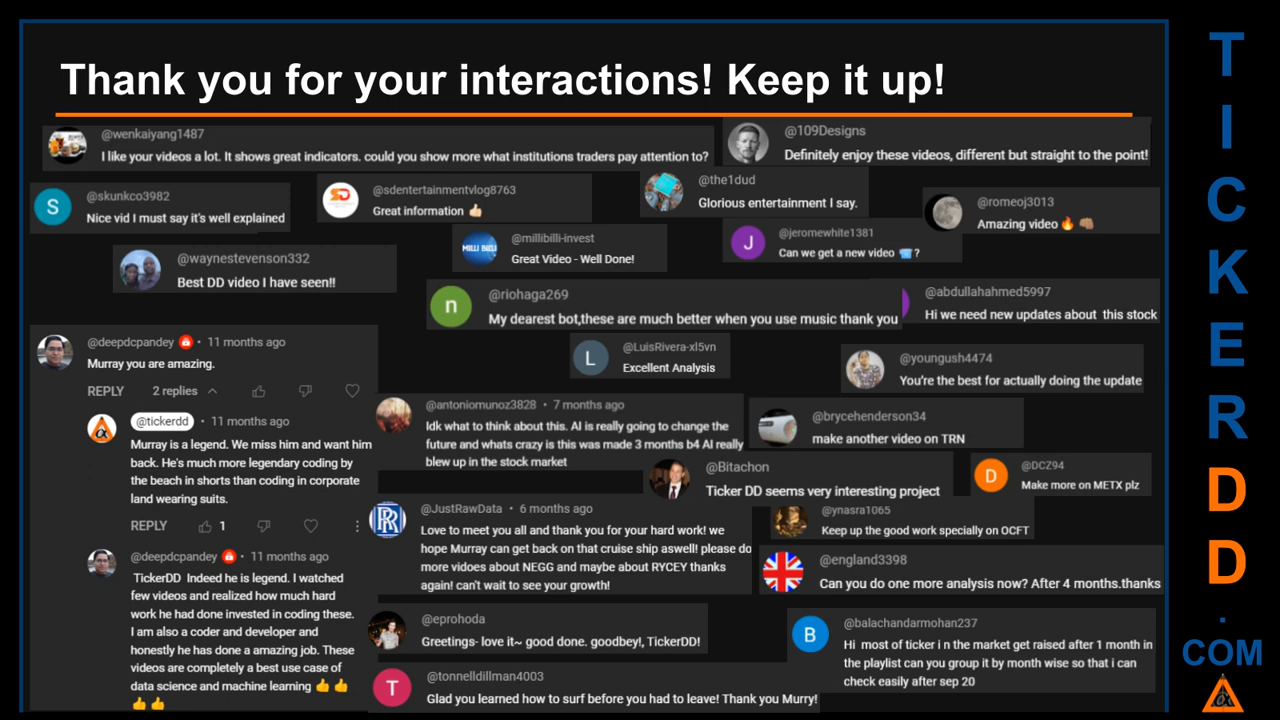 Thank you for your interactions! Keep it up!
@wenkaiyang1487
I like your videos a lot. It shows great indicators. could you show more what institutions traders pay attention to?
@109Designs
Definitely enjoy these videos, different but straight to the point!
S
@skunkco3982
Nice vid I must say it's well explained
SD
@sdentertainmentvlog8763
Great information 👍🏻
@the1dud
Glorious entertainment I say.
@romeoj3013
Amazing video 🔥 👊🏽
@waynestevenson332
Best DD video I have seen!!
MILLI BILLI
@millibilli-invest
Great Video - Well Done!
J
@jeromewhite1381
Can we get a new video ?
n
@riohaga269
My dearest bot,these are much better when you use music thank you
@abdullahahmed5997
Hi we need new updates about this stock
@deepdcpandey • 11 months ago
Murray you are amazing.
REPLY 2 replies
@tickerdd • 11 months ago
Murray is a legend. We miss him and want him
back. He's much more legendary coding by
the beach in shorts than coding in corporate
land wearing suits.
REPLY 1
@deepdcpandey • 11 months ago
TickerDD Indeed he is legend. I watched
few videos and realized how much hard
work he had done invested in coding these.
I am also a coder and developer and
honestly he has done a amazing job. These
videos are completely a best use case of
data science and machine learning 👍 👍
👍 👍
L
@LuisRivera-xl5vn
Excellent Analysis
@youngush4474
You're the best for actually doing the update
@antoniomunoz3828 • 7 months ago
Idk what to think about this. AI is really going to change the
future and whats crazy is this was made 3 months b4 AI really
blew up in the stock market
@brycehenderson34
make another video on TRN
@Bitachon
Ticker DD seems very interesting project
D
@DCZ94
Make more on METX plz
RR
@JustRawData • 6 months ago
Love to meet you all and thank you for your hard work! we
hope Murray can get back on that cruise ship aswell! please do
more vidoes about NEGG and maybe about RYCEY thanks
again! can't wait to see your growth!
@ynasra1065
Keep up the good work specially on OCFT
@england3398
Can you do one more analysis now? After 4 months.thanks
@eprohoda
Greetings- love it~ good done. goodbey!, TickerDD!
B
@balachandarmohan237
Hi most of ticker i n the market get raised after 1 month in
the playlist can you group it by month wise so that i can
check easily after sep 20
T
@tonnelldillman4003
Glad you learned how to surf before you had to leave! Thank you Murry!
T
I
C
K
E
R
D
D
.
COM